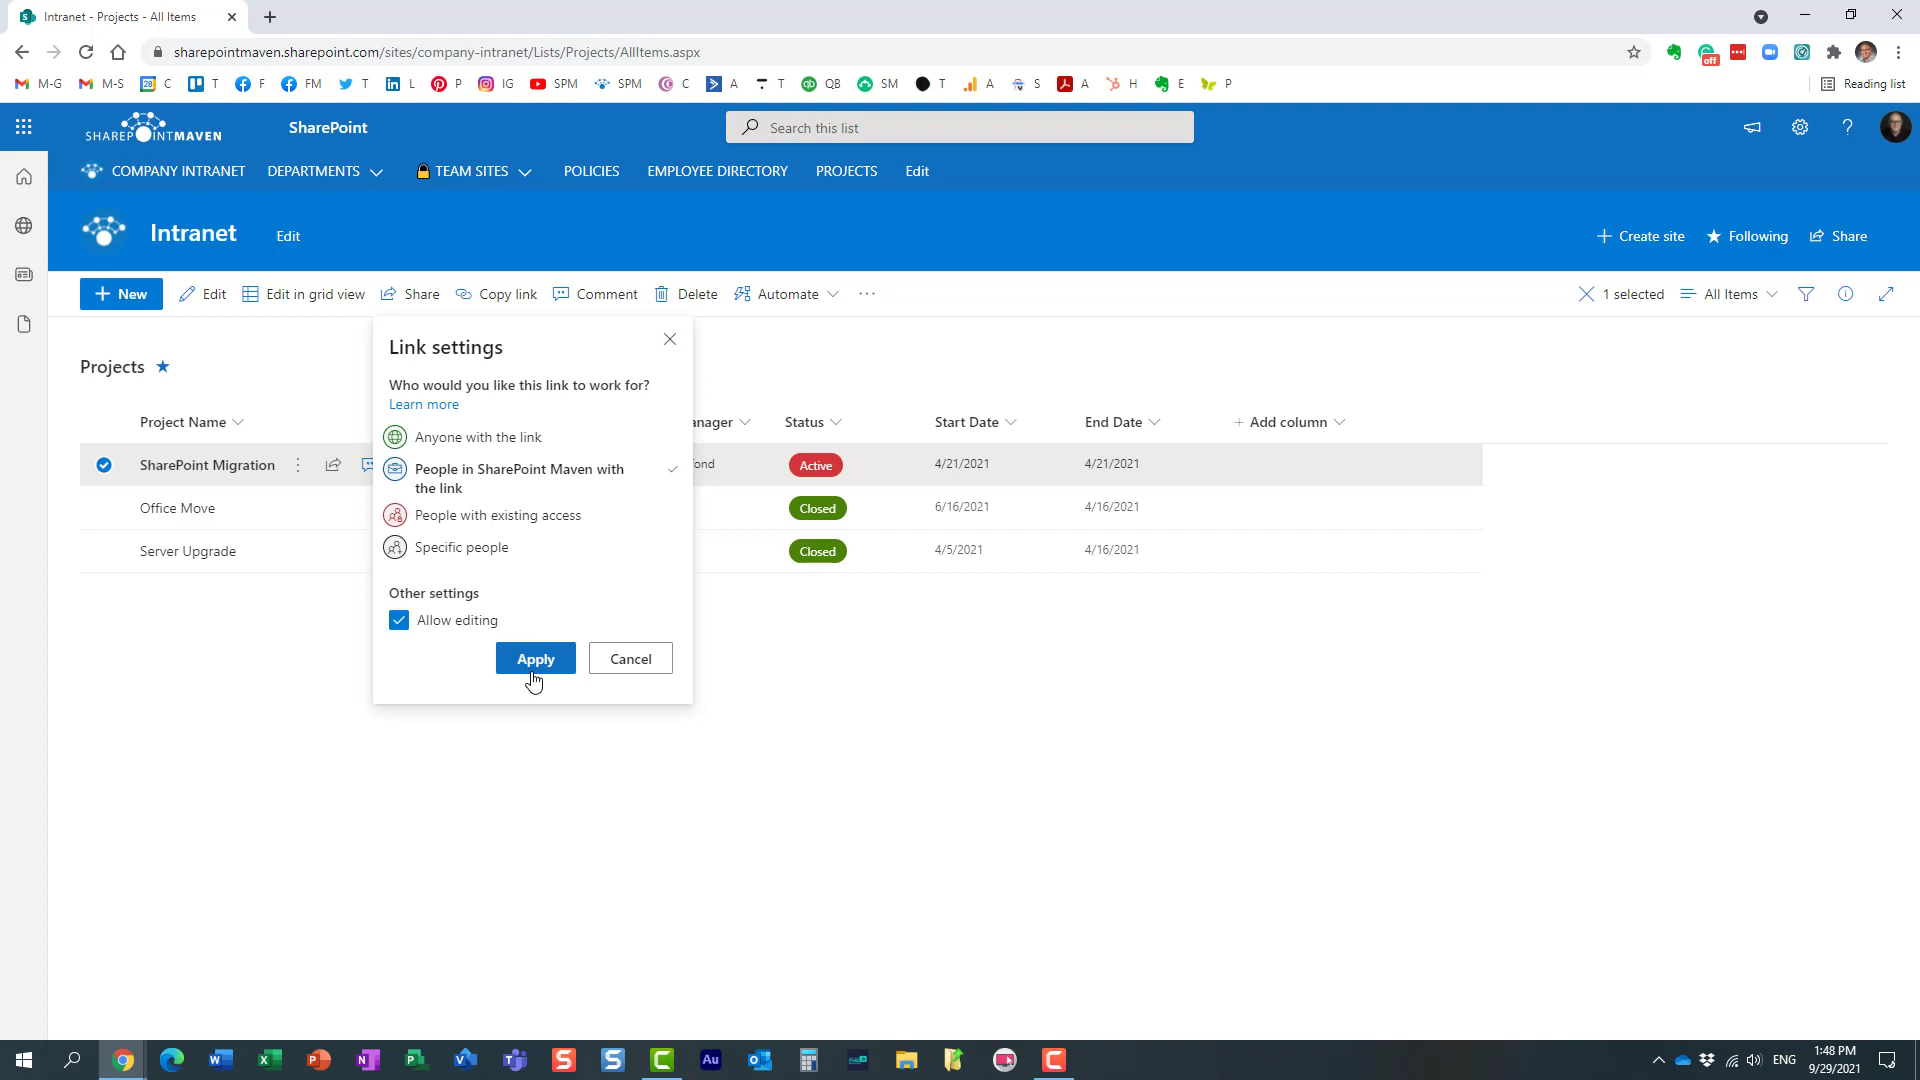 Intranet - Projects - All Items
sharepointmaven.sharepoint.com/sites/company-intranet/Lists/Projects/AllItems.aspx
off
M-G M-S 28 C T F FM T L P IG SPM SPM C A T QB SM T A S A H E P Reading list
SHAREPOINTMAVEN SharePoint Search this list
COMPANY INTRANET DEPARTMENTS TEAM SITES POLICIES EMPLOYEE DIRECTORY PROJECTS Edit
Intranet Edit + Create site Following Share
+ New Edit Edit in grid view Share Copy link Comment Delete Automate ··· 1 selected All Items
Link settings
Who would you like this link to work for?
Learn more
Anyone with the link
People in SharePoint Maven with
the link
People with existing access
Specific people
Other settings
Allow editing
Apply Cancel
Projects
Project Name anager Status Start Date End Date + Add column
SharePoint Migration ond Active 4/21/2021 4/21/2021
Office Move Closed 6/16/2021 4/16/2021
Server Upgrade Closed 4/5/2021 4/16/2021
ENG 1:48 PM
9/29/2021